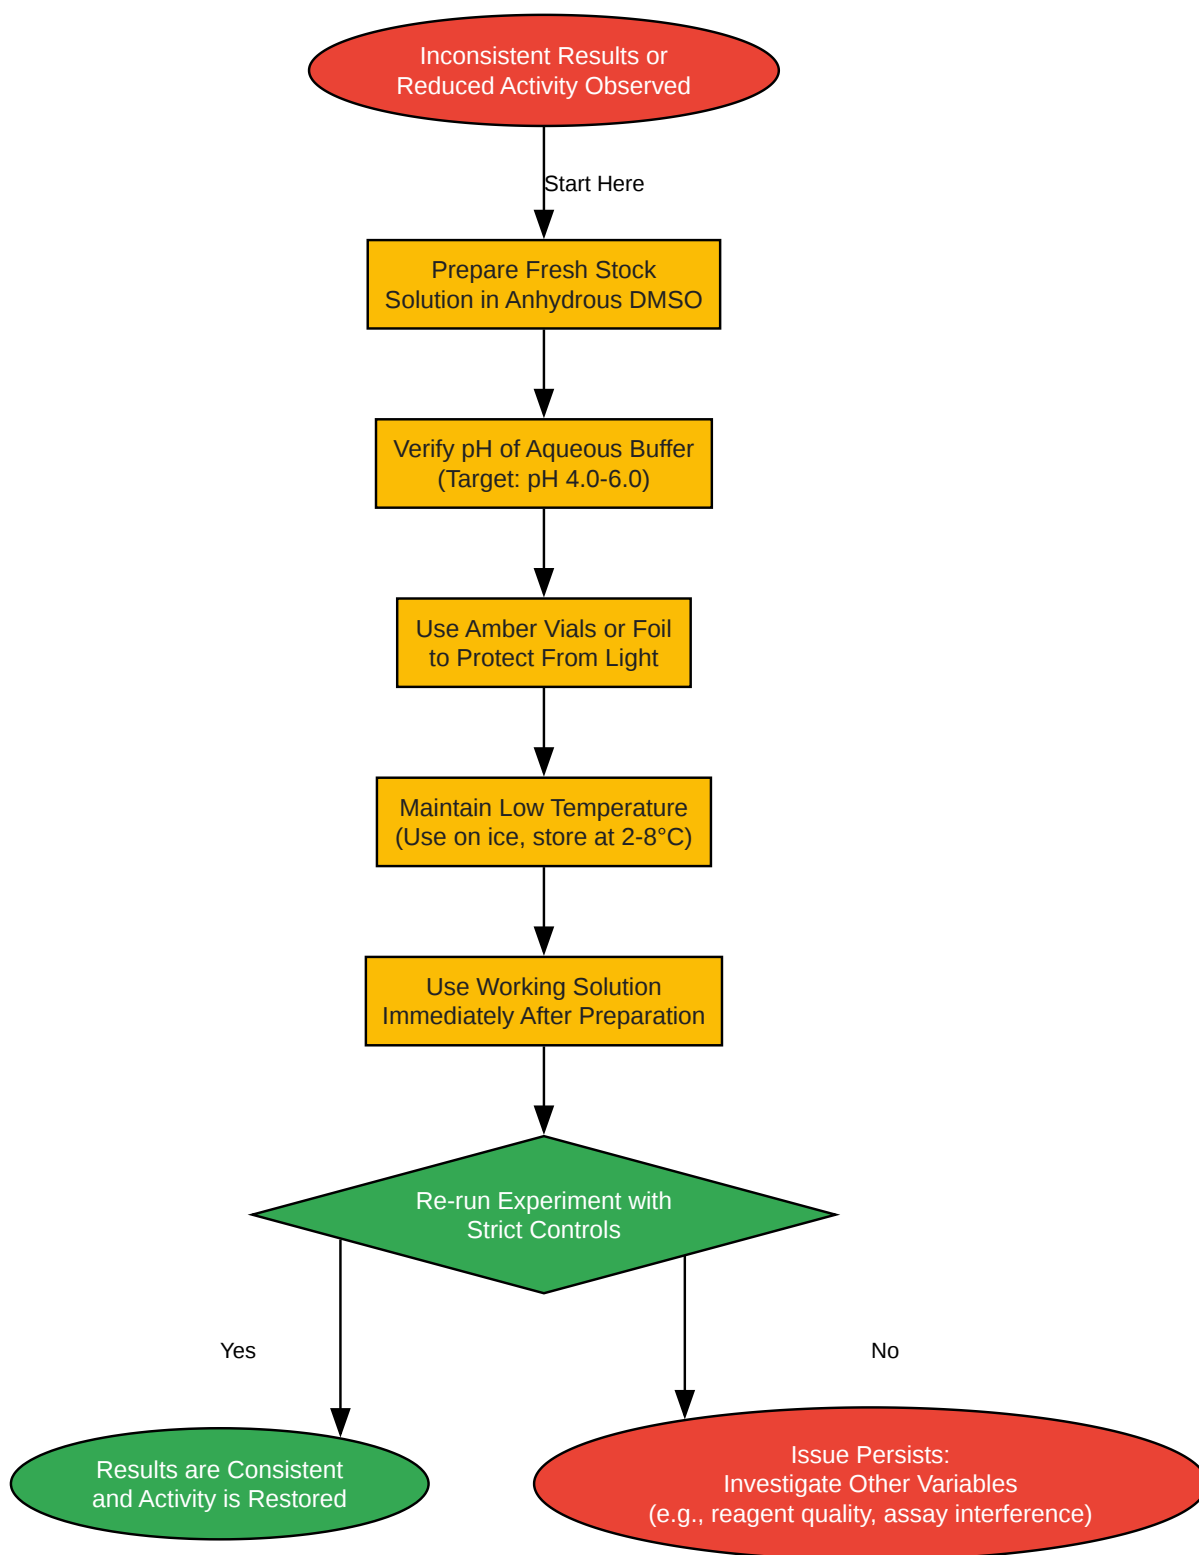 Inconsistent Results or
Reduced Activity Observed
Start Here
Prepare Fresh Stock
Solution in Anhydrous DMSO
Verify pH of Aqueous Buffer
(Target: pH 4.0-6.0)
Use Amber Vials or Foil
to Protect From Light
Maintain Low Temperature
(Use on ice, store at 2-8°C)
Use Working Solution
Immediately After Preparation
Re-run Experiment with
Strict Controls
Yes
No
Results are Consistent
and Activity is Restored
Issue Persists:
Investigate Other Variables
(e.g., reagent quality, assay interference)